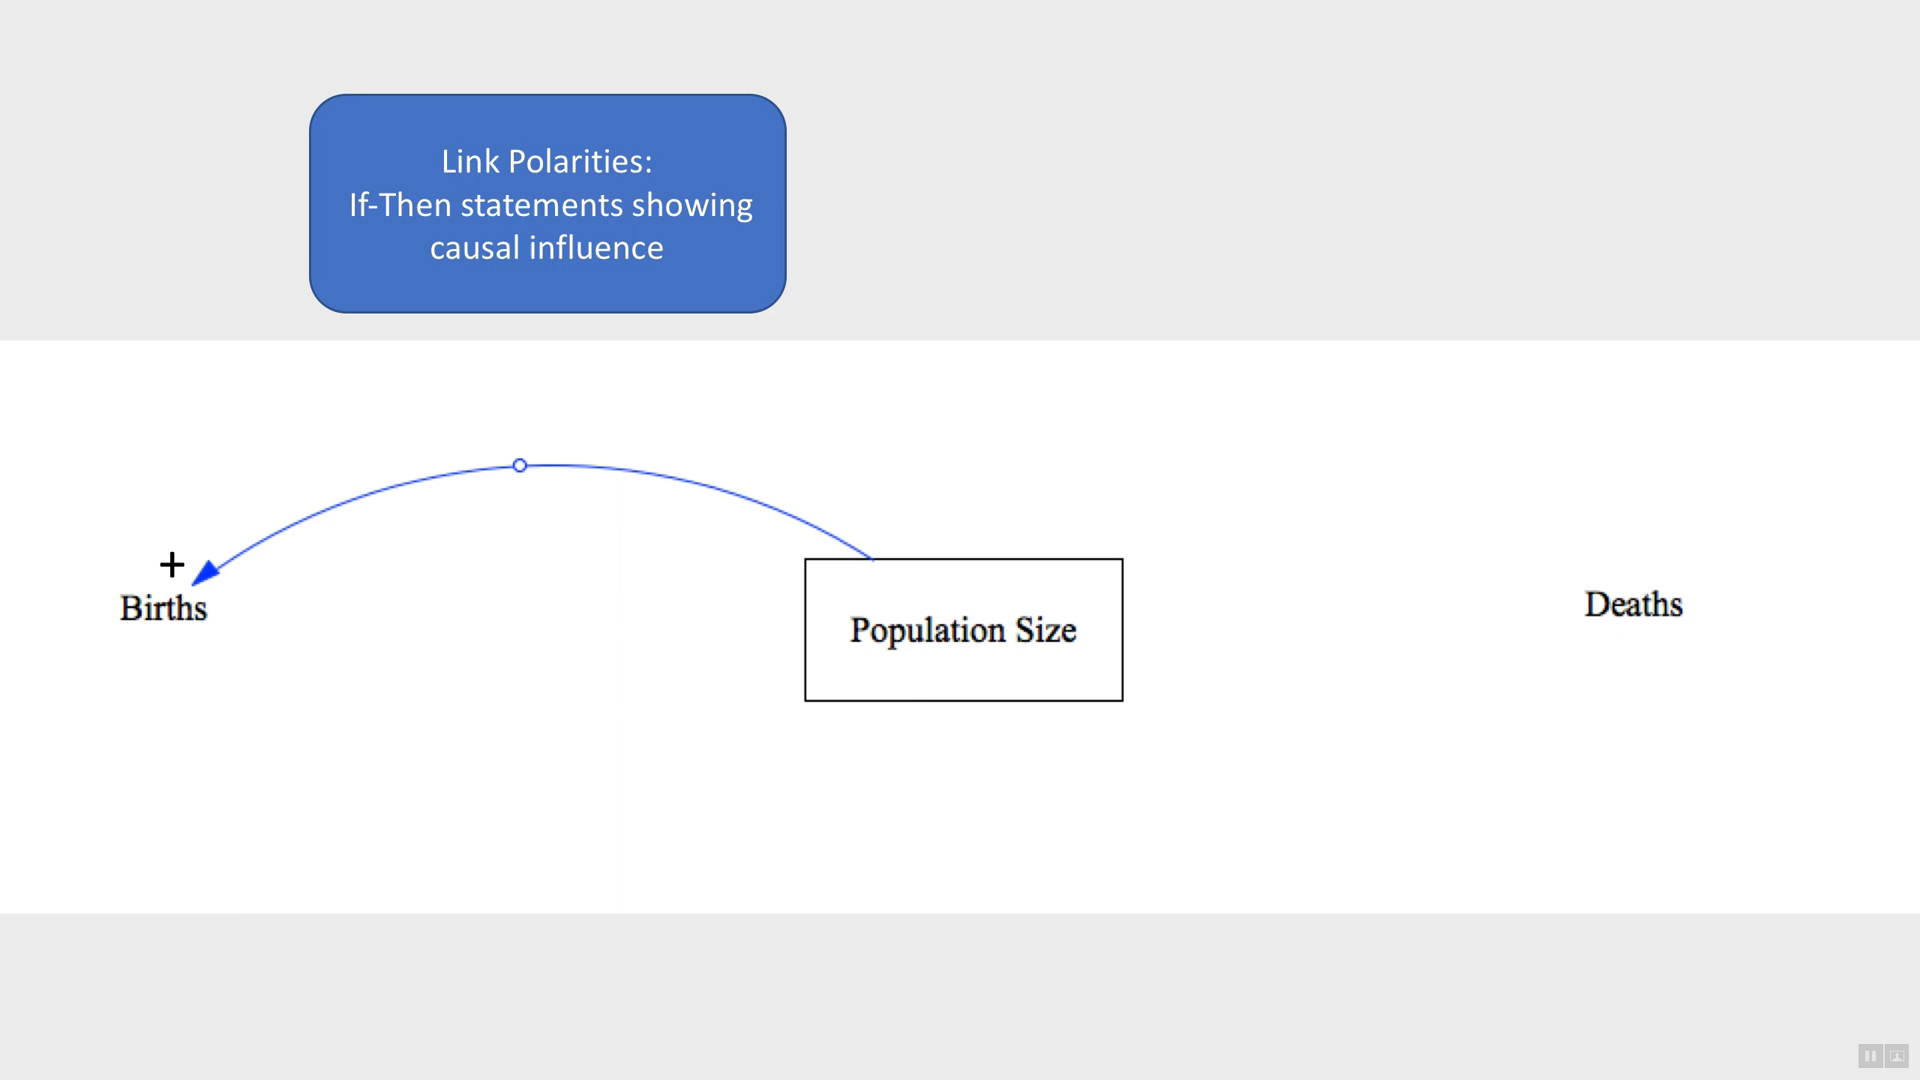 Link Polarities:
If-Then statements showing
causal influence
+
Births
Population Size
Deaths